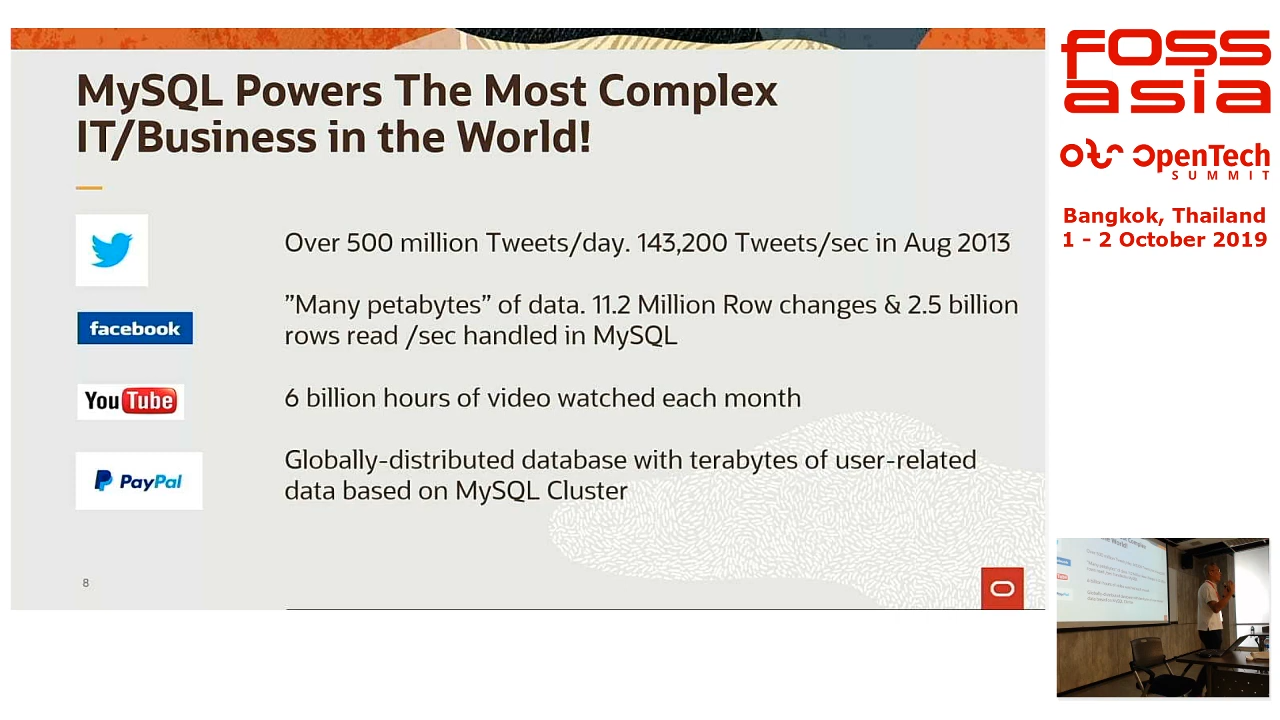 MySQL Powers The Most Complex
IT/Business in the World!
Over 500 million Tweets/day. 143,200 Tweets/sec in Aug 2013
facebook
”Many petabytes” of data. 11.2 Million Row changes & 2.5 billion
rows read /sec handled in MySQL
YouTube
6 billion hours of video watched each month
PayPal
Globally-distributed database with terabytes of user-related
data based on MySQL Cluster
8
foss
asia
OpenTech
SUMMIT
Bangkok, Thailand
1 - 2 October 2019